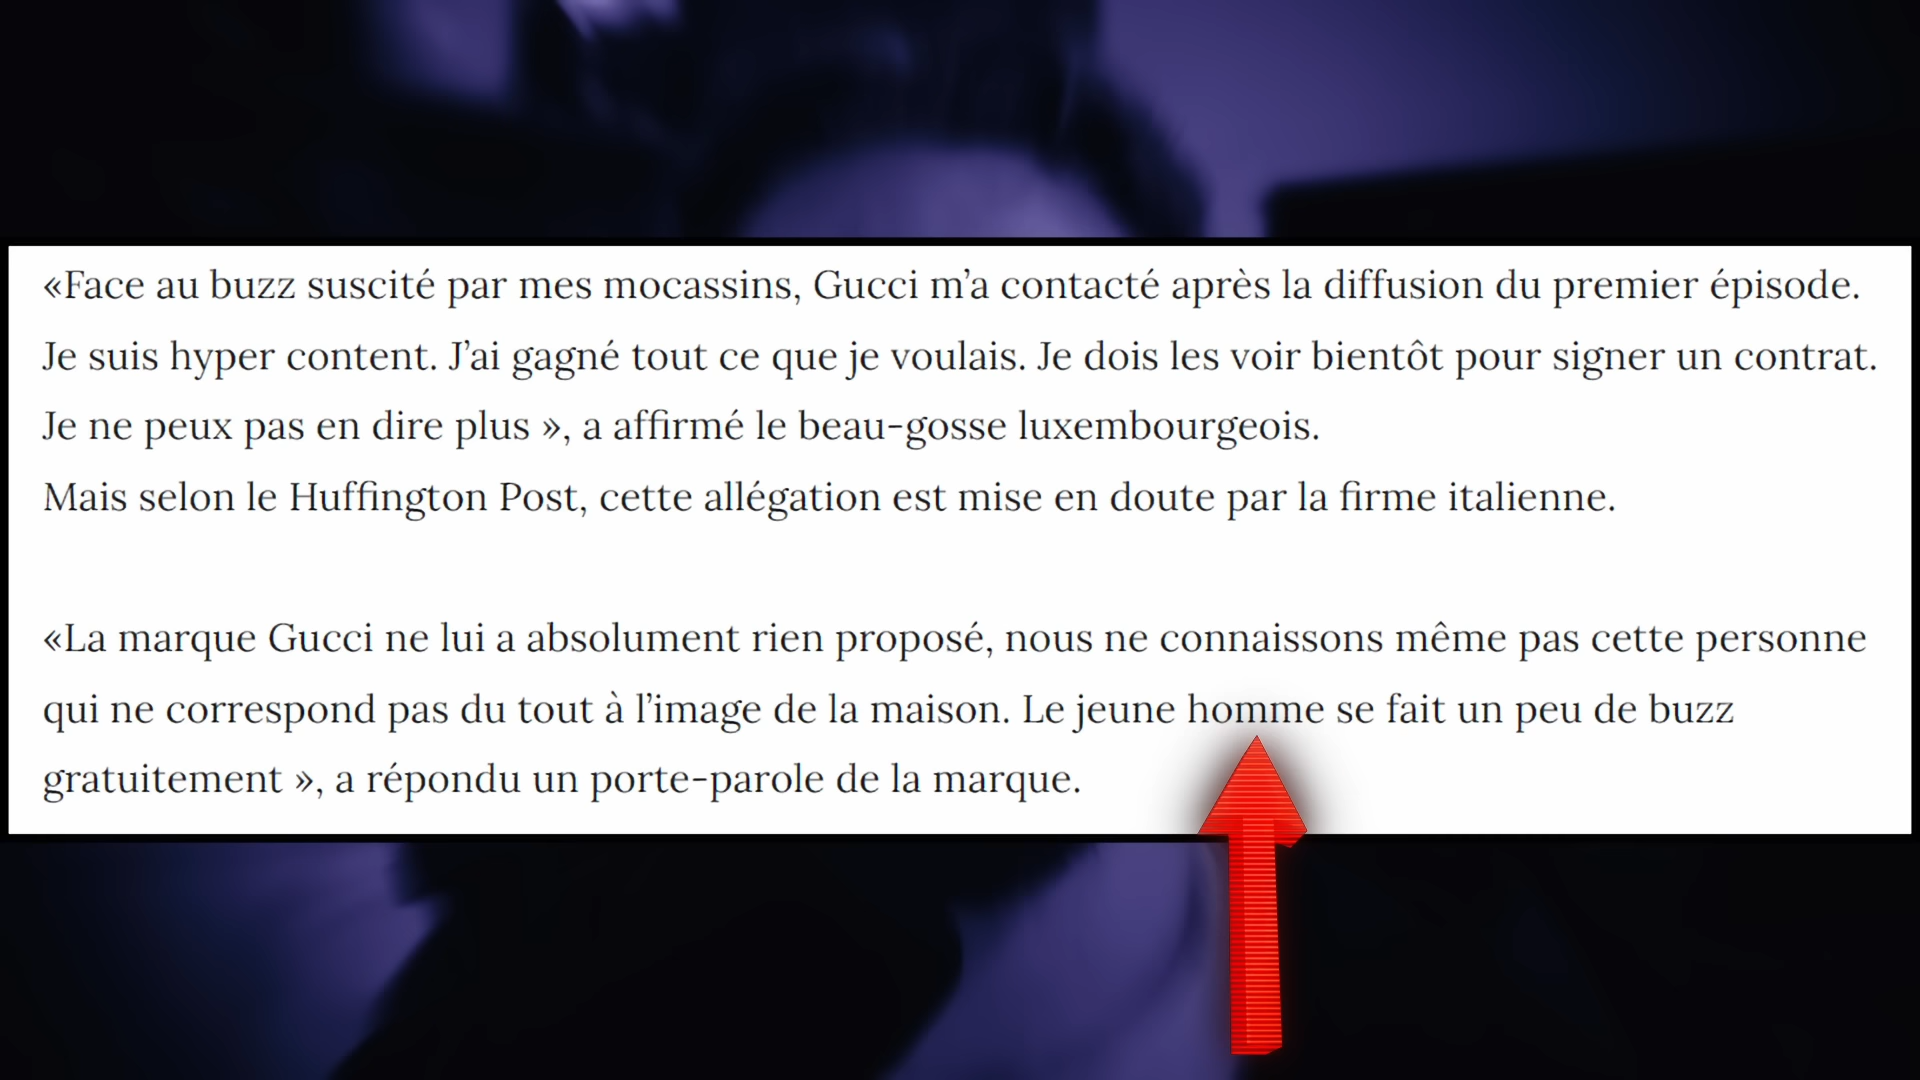 «Face au buzz suscité par mes mocassins, Gucci m’a contacté après la diffusion du premier épisode.
Je suis hyper content. J’ai gagné tout ce que je voulais. Je dois les voir bientôt pour signer un contrat.
Je ne peux pas en dire plus », a affirmé le beau-gosse luxembourgeois.
Mais selon le Huffington Post, cette allégation est mise en doute par la firme italienne.
«La marque Gucci ne lui a absolument rien proposé, nous ne connaissons même pas cette personne
qui ne correspond pas du tout à l’image de la maison. Le jeune homme se fait un peu de buzz
gratuitement », a répondu un porte-parole de la marque.